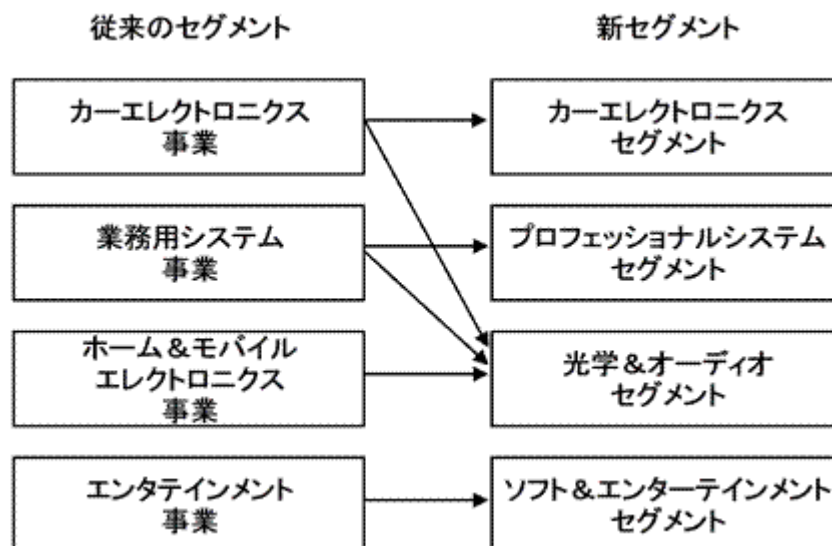 従来のセグメント
新セグメント
カーエレクトロニクス
事業
カーエレクトロニクス
セグメント
業務用システム
事業
プロフェッショナルシステム
セグメント
ホーム＆モバイル
エレクトロニクス
事業
光学＆オーディオ
セグメント
エンタテインメント
事業
ソフト＆エンターテインメント
セグメント